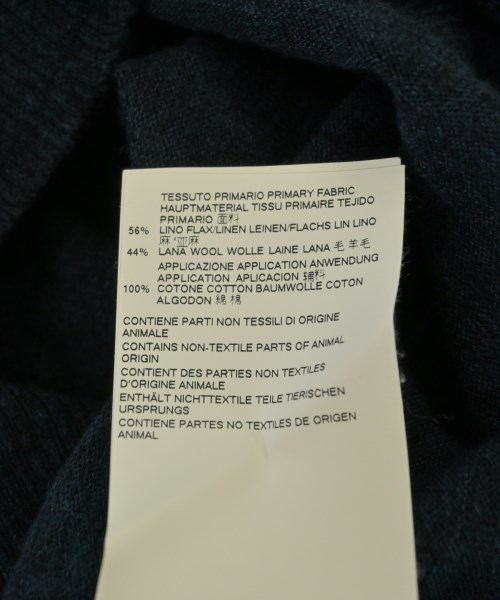 TESSUTO PRIMARIO PRIMARY FABRIC
HAUPTMATERIAL TISSU PRIMAIRE TEJIDO
PRIMARIO 面料
56% LINO FLAX/LINEN LEINEN/FLACHS LIN LINO
麻 亚麻
44% LANA WOOL WOLLE LAINE LANA 毛 羊毛
APPLICAZIONE APPLICATION ANWENDUNG
APPLICATION APLICACION 辅料
100% COTONE COTTON BAUMWOLLE COTON
ALGODON 綿 棉
CONTIENE PARTI NON TESSILI DI ORIGINE
ANIMALE
CONTAINS NON-TEXTILE PARTS OF ANIMAL
ORIGIN
CONTIENT DES PARTIES NON TEXTILES
D'ORIGINE ANIMALE
ENTHÄLT NICHTTEXTILE TEILE TIERISCHEN
URSPRUNGS
CONTIENE PARTES NO TEXTILES DE ORIGEN
ANIMAL